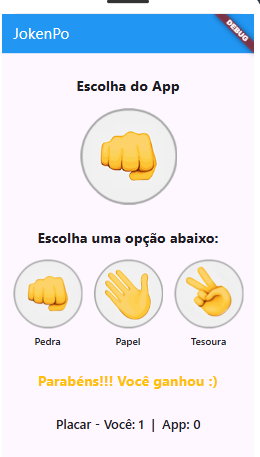 JokenPo
DEBUG
Escolha do App
Escolha uma opção abaixo:
Pedra Papel Tesoura
Parabéns!!! Você ganhou :)
Placar - Você: 1 | App: 0